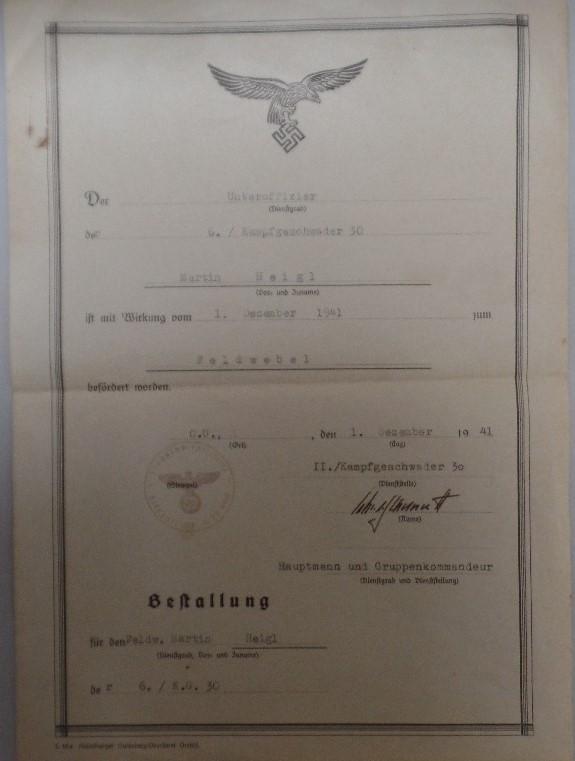 Der Unteroffizier
(Dienstgrad)
der 6. / Kampfgeschwader 30
Martin Heigl
(Vor- und Zuname)
ist mit Wirkung vom 1. Dezember 1941 zum
Feldwebel
befördert worden.
O.U., , den 1. Dezember 1941
(Ort) (Tag)
II./Kampfgeschwader 30
(Stempel) (Dienststelle)
(Name)
Hauptmann und Gruppenkommandeur
(Dienstgrad und Dienststellung)
Bestallung
für den Feldw. Martin Heigl
(Dienstgrad, Vor- und Zuname)
der 6. / K.G. 30